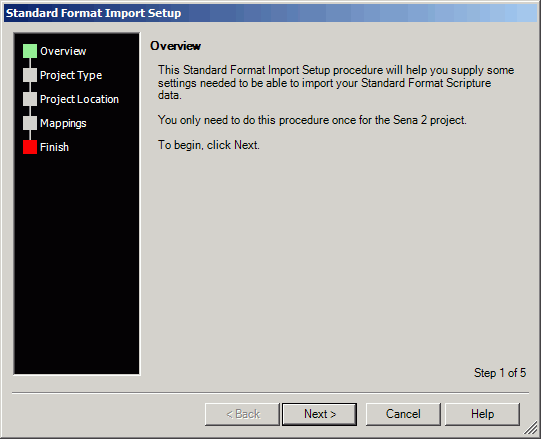 Standard Format Import Setup
Overview
Project Type
Project Location
Mappings
Finish
Overview
This Standard Format Import Setup procedure will help you supply some
settings needed to be able to import your Standard Format Scripture
data.
You only need to do this procedure once for the Sena 2 project.
To begin, click Next.
Step 1 of 5
< Back
Next >
Cancel
Help